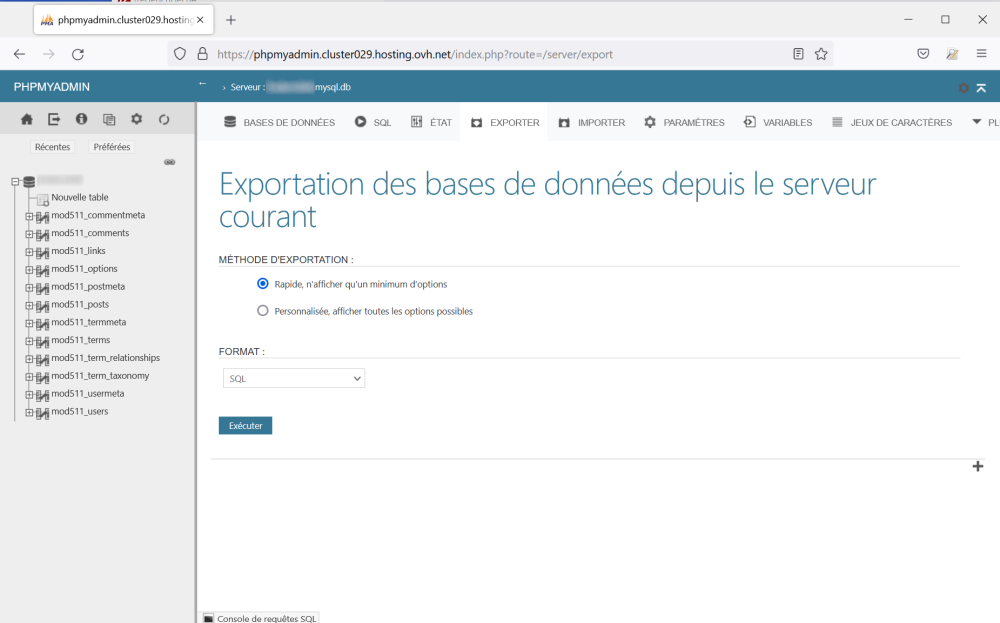 phpmyadmin.cluster029.hosting
https://phpmyadmin.cluster029.hosting.ovh.net/index.php?route=/server/export
PHPMYADMIN
Serveur :
mysql.db
BASES DE DONNÉES
SQL
ÉTAT
EXPORTER
IMPORTER
PARAMÈTRES
VARIABLES
JEUX DE CARACTÈRES
PL
Récentes
Préférées
Nouvelle table
mod511_commentmeta
mod511_comments
mod511_links
mod511_options
mod511_postmeta
mod511_posts
mod511_termmeta
mod511_terms
mod511_term_relationships
mod511_term_taxonomy
mod511_usermeta
mod511_users
Exportation des bases de données depuis le serveur
courant
MÉTHODE D'EXPORTATION :
Rapide, n'afficher qu'un minimum d'options
Personnalisée, afficher toutes les options possibles
FORMAT :
SQL
Exécuter
Console de requêtes SQL